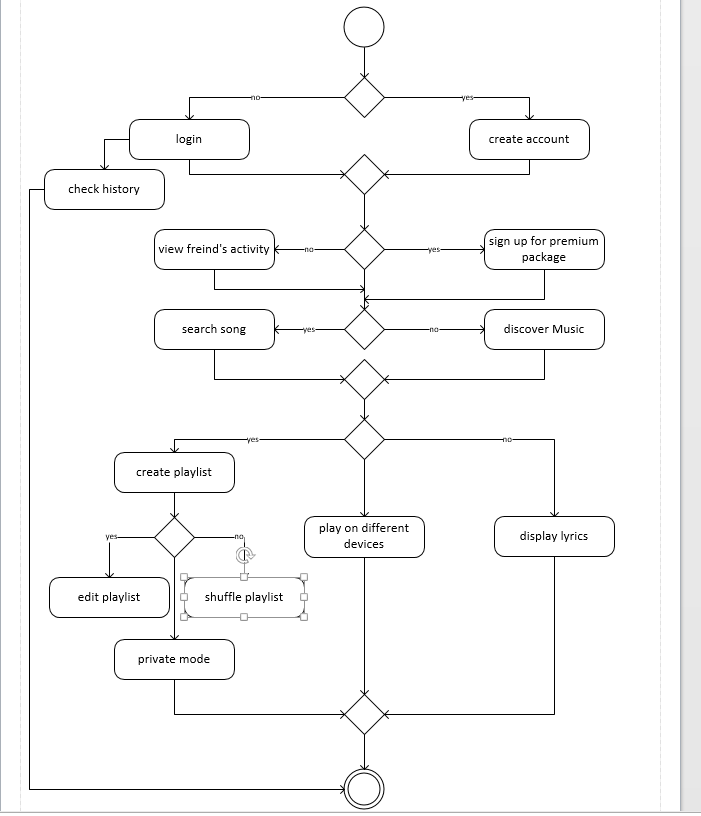 no
yes
login
create account
check history
view freind's activity
no
yes
sign up for premium
package
search song
yes
no
discover Music
yes
no
create playlist
play on different
devices
display lyrics
yes
no
edit playlist
shuffle playlist
private mode